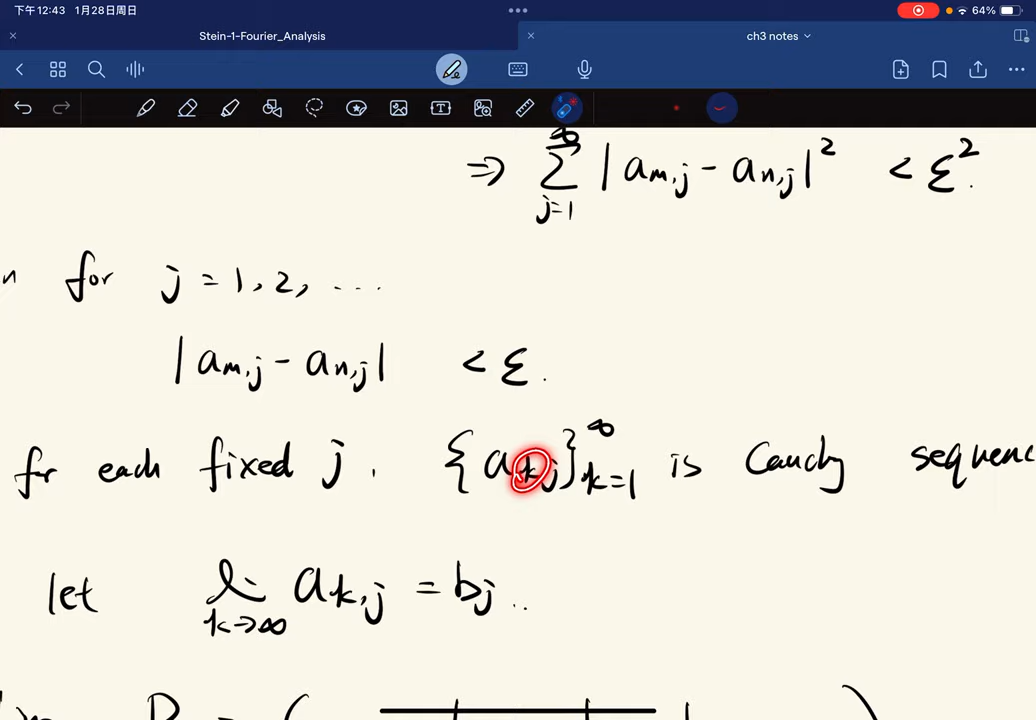 下午12:43 1月28日周日 64%
Stein-1-Fourier_Analysis ch3 notes
⇒ ∑_{j=1}^{∞} | a_{m,j} - a_{n,j} |² < ε².
for j = 1, 2, ...
| a_{m,j} - a_{n,j} | < ε.
for each fixed j. {a_{k,j}}_{k=1}^{∞} is Cauchy sequenc
let lim_{k→∞} a_{k,j} = b_j ..